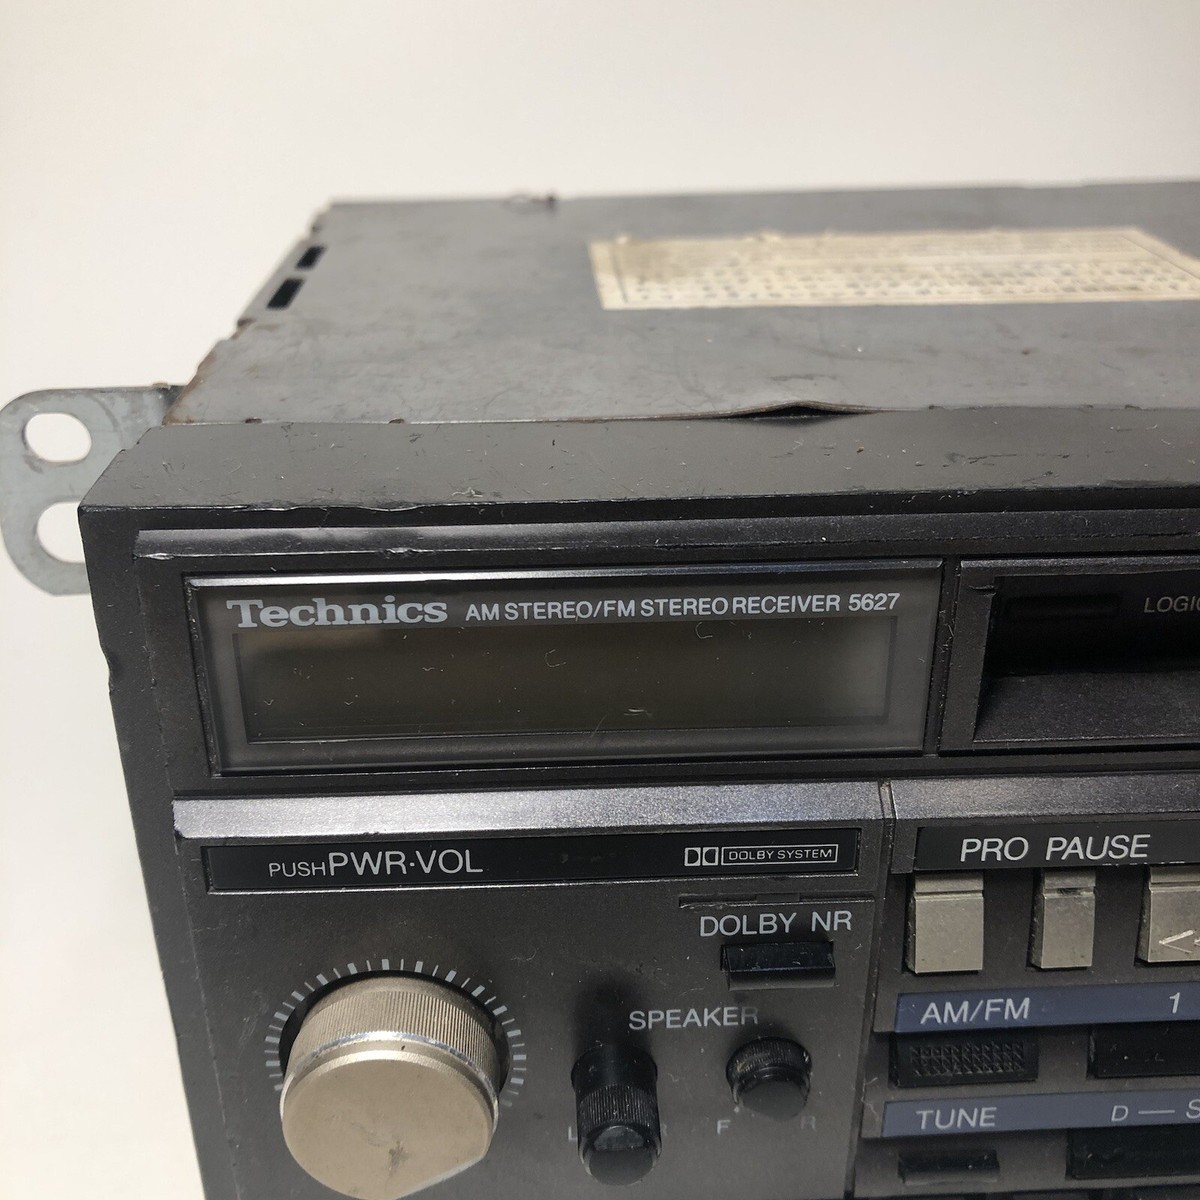 Technics AM STEREO/FM STEREO RECEIVER 5627
LOGIC
PUSH PWR·VOL
DOLBY SYSTEM
PRO PAUSE
DOLBY NR
SPEAKER
AM/FM 1
L R F R
TUNE D — S